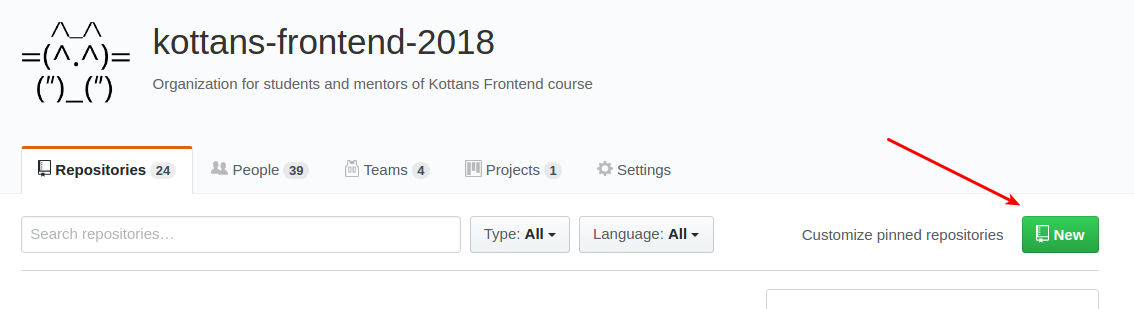 /\_/\
=(^.^)=
(")_(")
kottans-frontend-2018
Organization for students and mentors of Kottans Frontend course
Repositories 24 People 39 Teams 4 Projects 1 Settings
Search repositories… Type: All Language: All Customize pinned repositories New